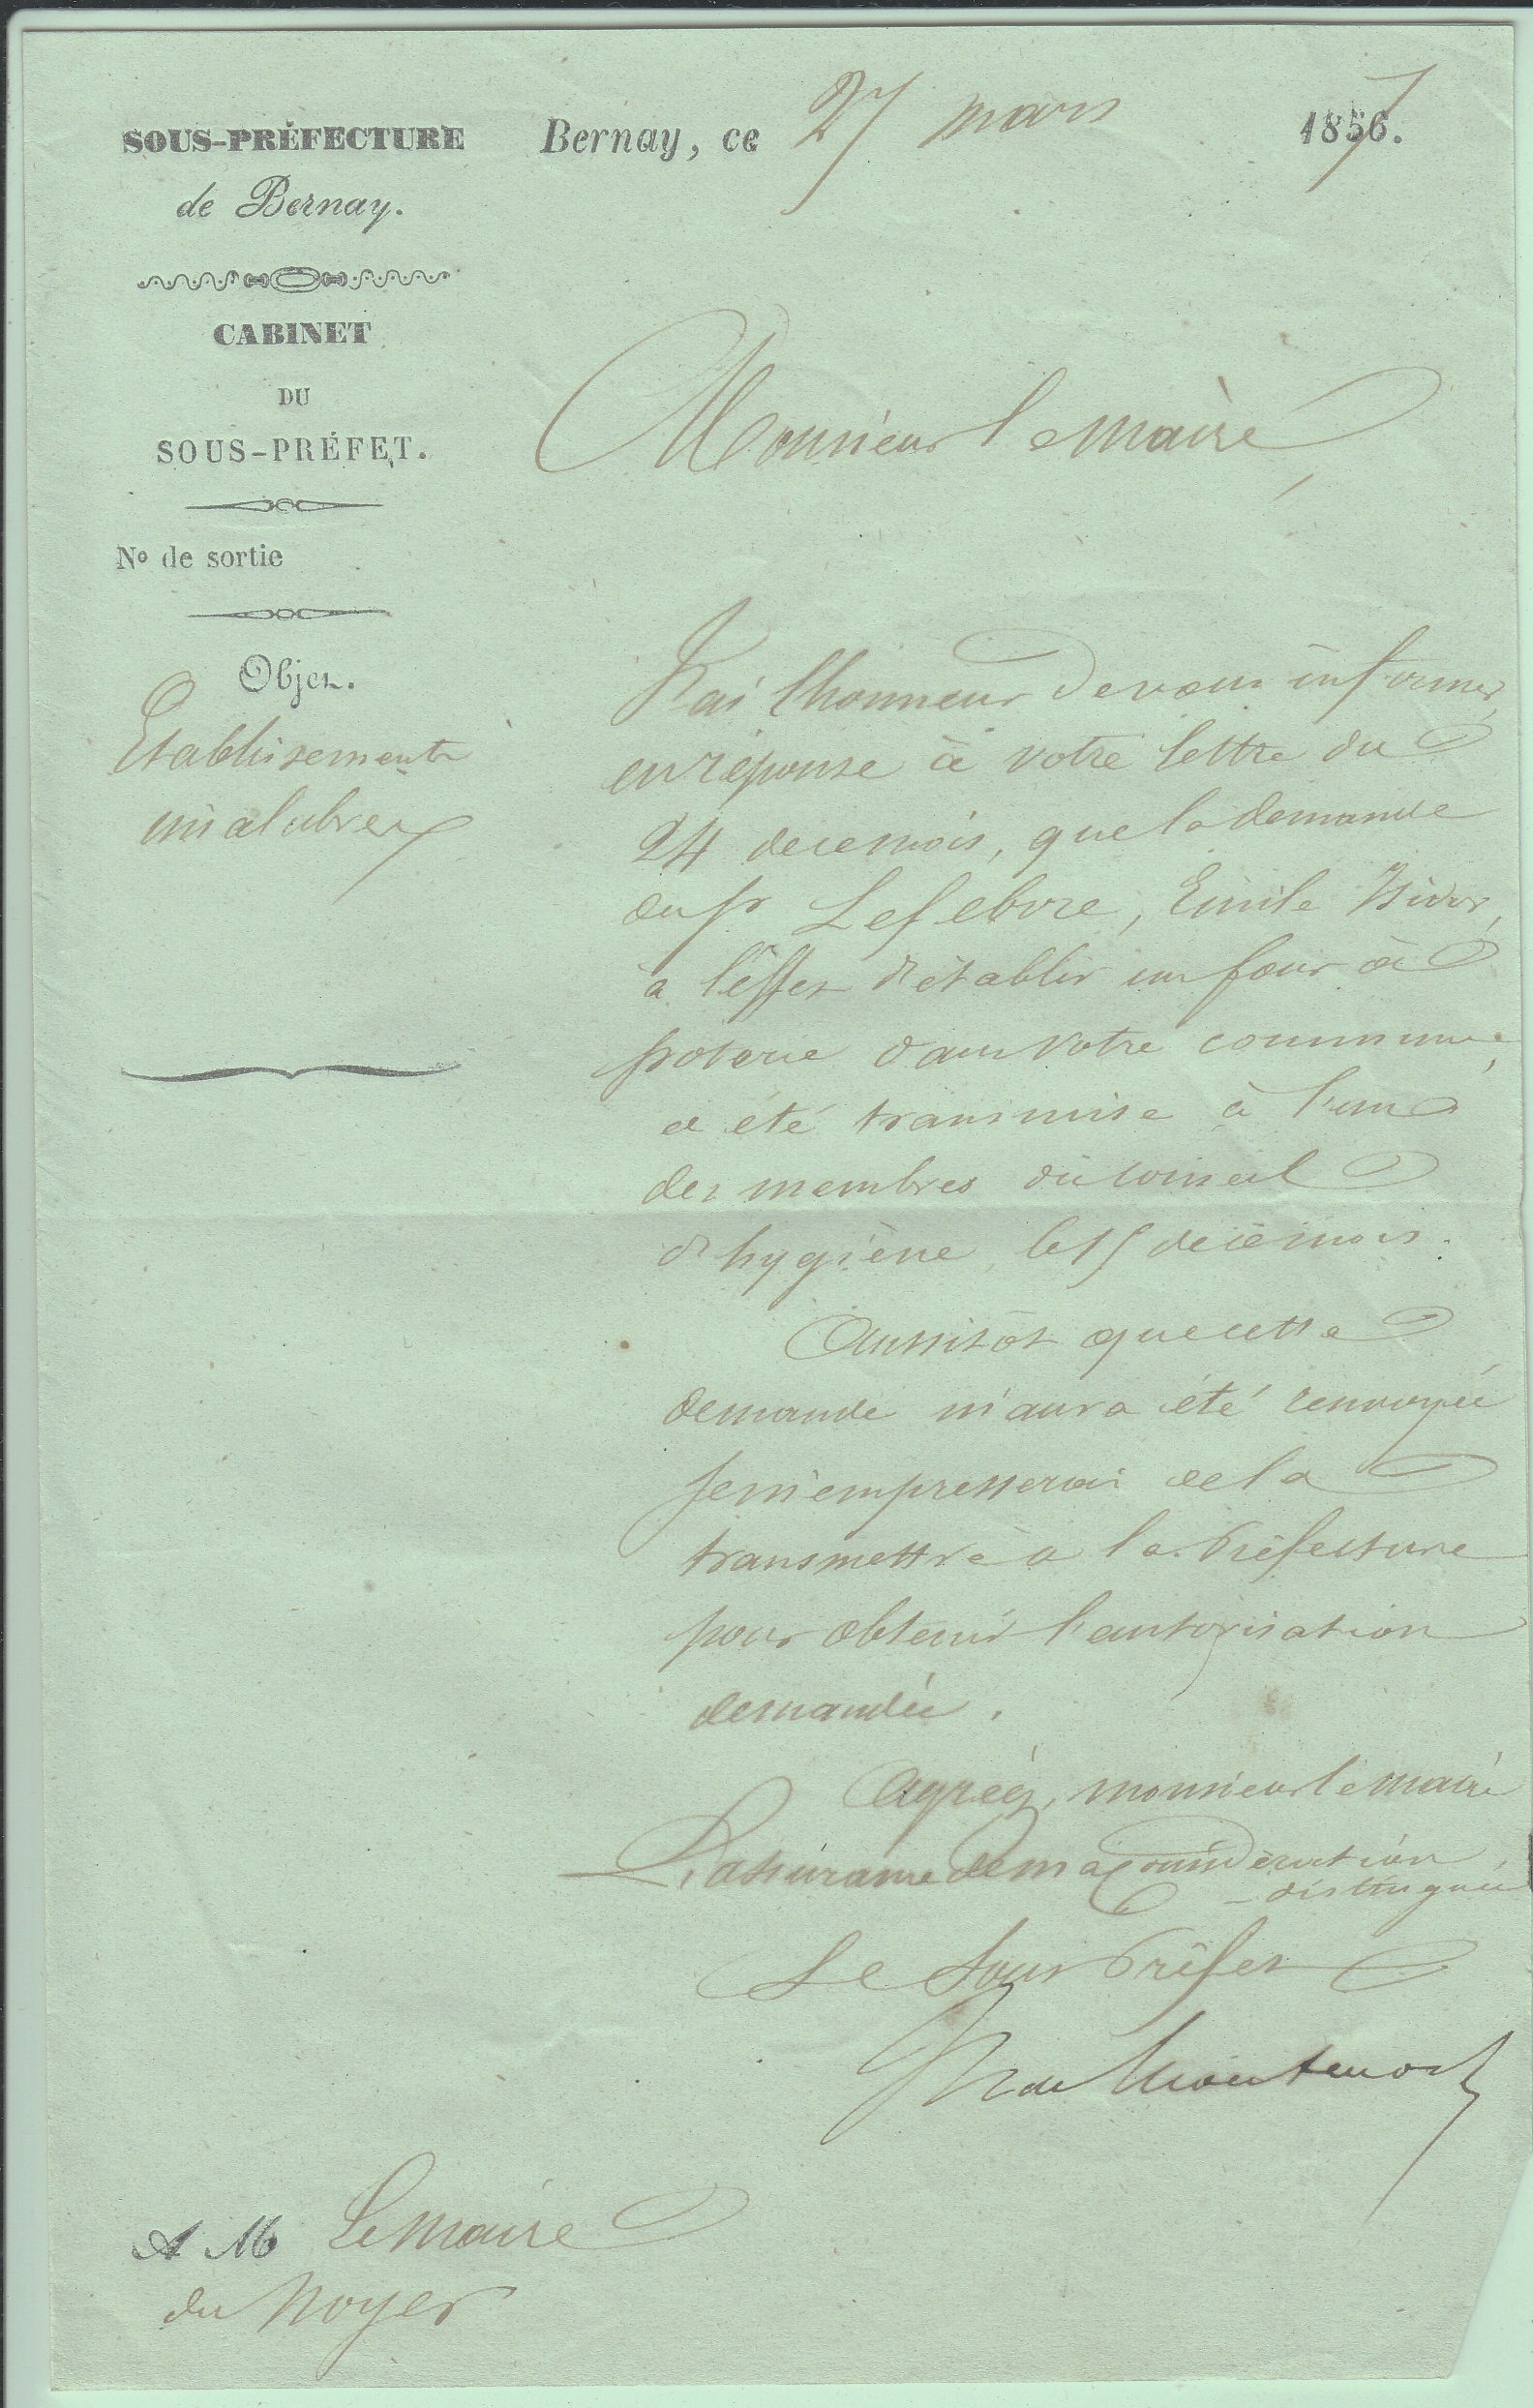 SOUS-PRÉFECTURE
de Bernay.
CABINET
DU
SOUS-PRÉFET.
No de sortie
Objet.
Etablissements
insalubres
Bernay, ce 27 mars 1857.
Monsieur le maire,
J'ai l'honneur de vous informer,
en réponse à votre lettre du
24 de ce mois, que la demande
du sr Lefebvre, Emile Isidor,
à l'effet d'établir un four à
poterie dans votre commune,
a été transmise à l'un
des membres du conseil
d'hygiène le 15 de ce mois.
Aussitôt que cette
demande m'aura été renvoyée
je m'empresserai de la
transmettre à la Préfecture
pour obtenir l'autorisation
demandée.
Agréez, monsieur le maire
L'assurance de ma considération
distinguée
Le Sous Préfet
de
A M Le Maire
du Noyer